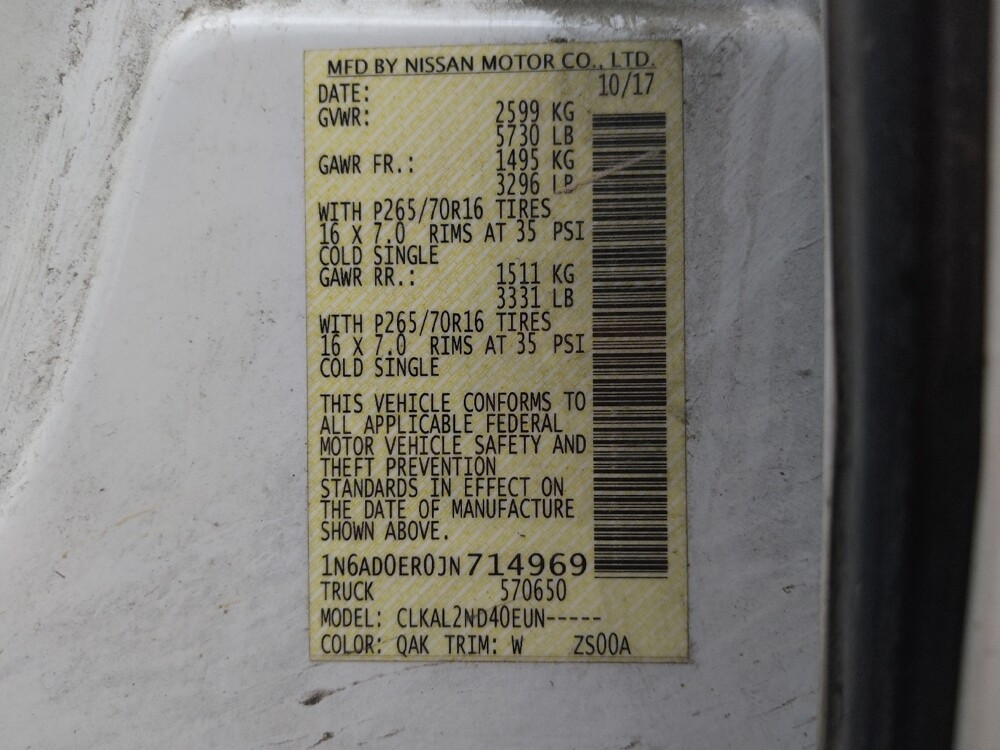 MFD BY NISSAN MOTOR CO., LTD.
DATE: 10/17
GVWR: 2599 KG
5730 LB
GAWR FR.: 1495 KG
3296 LB
WITH P265/70R16 TIRES
16 X 7.0 RIMS AT 35 PSI
COLD SINGLE
GAWR RR.: 1511 KG
3331 LB
WITH P265/70R16 TIRES
16 X 7.0 RIMS AT 35 PSI
COLD SINGLE
THIS VEHICLE CONFORMS TO
ALL APPLICABLE FEDERAL
MOTOR VEHICLE SAFETY AND
THEFT PREVENTION
STANDARDS IN EFFECT ON
THE DATE OF MANUFACTURE
SHOWN ABOVE.
1N6AD0ER0JN714969
TRUCK 570650
MODEL: CLKAL2ND40EUN-----
COLOR: QAK TRIM: W ZS00A